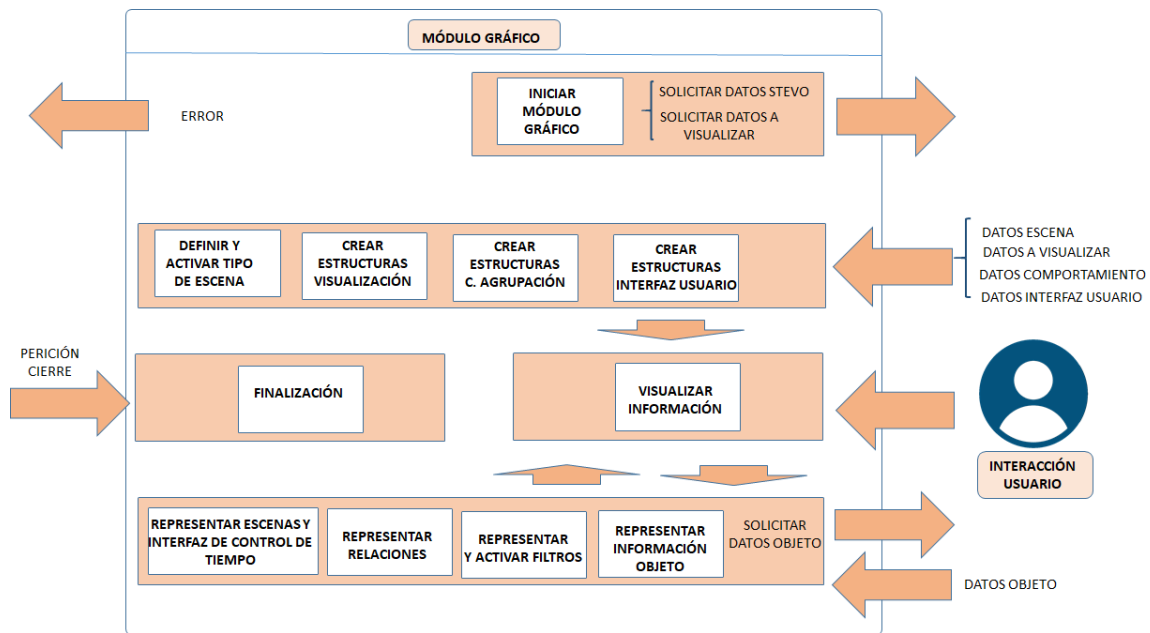 MÓDULO GRÁFICO
ERROR
INICIAR
MÓDULO
GRÁFICO
SOLICITAR DATOS STEVO
SOLICITAR DATOS A
VISUALIZAR
DEFINIR Y
ACTIVAR TIPO
DE ESCENA
CREAR
ESTRUCTURAS
VISUALIZACIÓN
CREAR
ESTRUCTURAS
C. AGRUPACIÓN
CREAR
ESTRUCTURAS
INTERFAZ USUARIO
DATOS ESCENA
DATOS A VISUALIZAR
DATOS COMPORTAMIENTO
DATOS INTERFAZ USUARIO
PERICIÓN
CIERRE
FINALIZACIÓN
VISUALIZAR
INFORMACIÓN
INTERACCIÓN
USUARIO
REPRESENTAR ESCENAS Y
INTERFAZ DE CONTROL DE
TIEMPO
REPRESENTAR
RELACIONES
REPRESENTAR
Y ACTIVAR FILTROS
REPRESENTAR
INFORMACIÓN
OBJETO
SOLICITAR
DATOS OBJETO
DATOS OBJETO